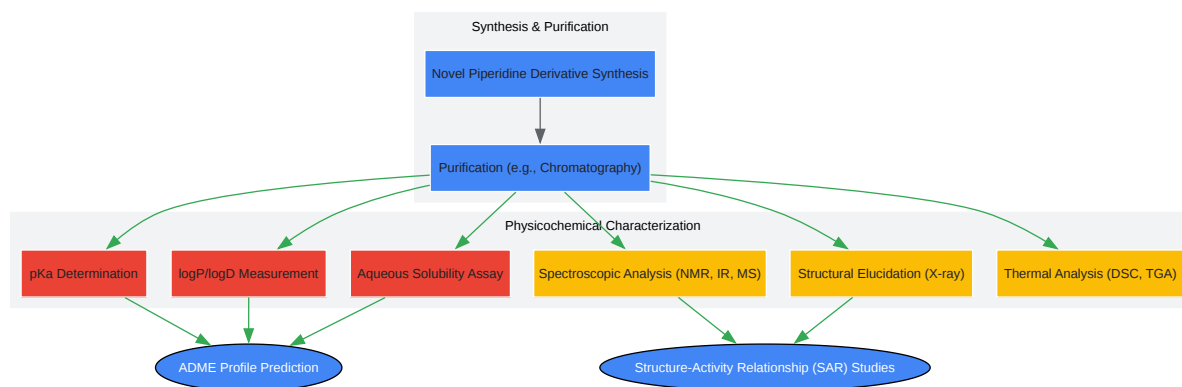 Synthesis & Purification
Novel Piperidine Derivative Synthesis
Purification (e.g., Chromatography)
Physicochemical Characterization
pKa Determination
logP/logD Measurement
Aqueous Solubility Assay
Spectroscopic Analysis (NMR, IR, MS)
Structural Elucidation (X-ray)
Thermal Analysis (DSC, TGA)
ADME Profile Prediction
Structure-Activity Relationship (SAR) Studies